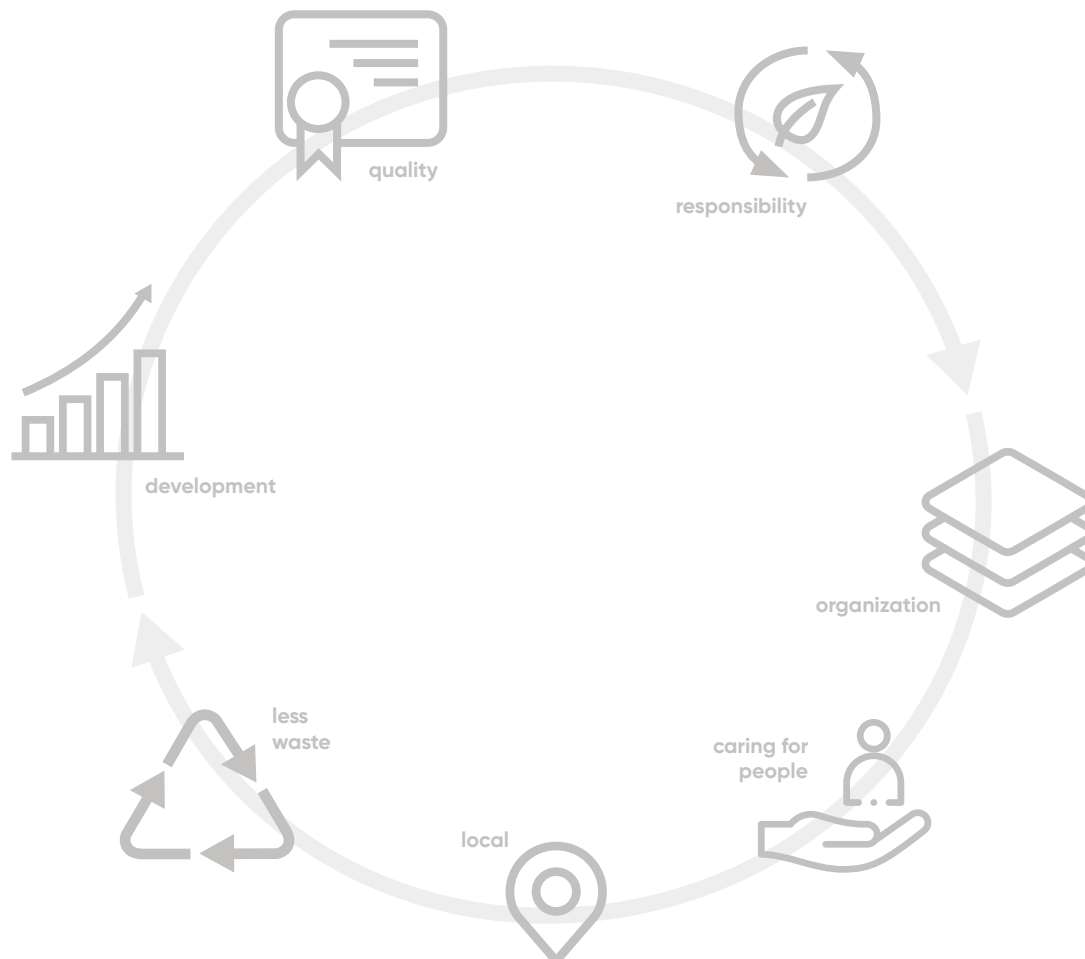 quality
responsibility
development
organization
less
waste
caring for
people
local